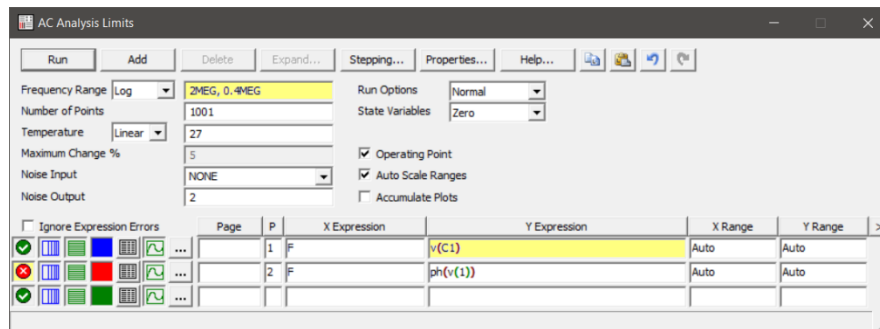 AC Analysis Limits
Run Add Delete Expand... Stepping... Properties... Help...
Frequency Range Log 2MEG, 0.4MEG Run Options Normal
Number of Points 1001 State Variables Zero
Temperature Linear 27
Maximum Change % 5 Operating Point
Noise Input NONE Auto Scale Ranges
Noise Output 2 Accumulate Plots
Ignore Expression Errors Page P X Expression Y Expression X Range Y Range >
... 1 F v(C1) Auto Auto
... 2 F ph(v(1)) Auto Auto
...